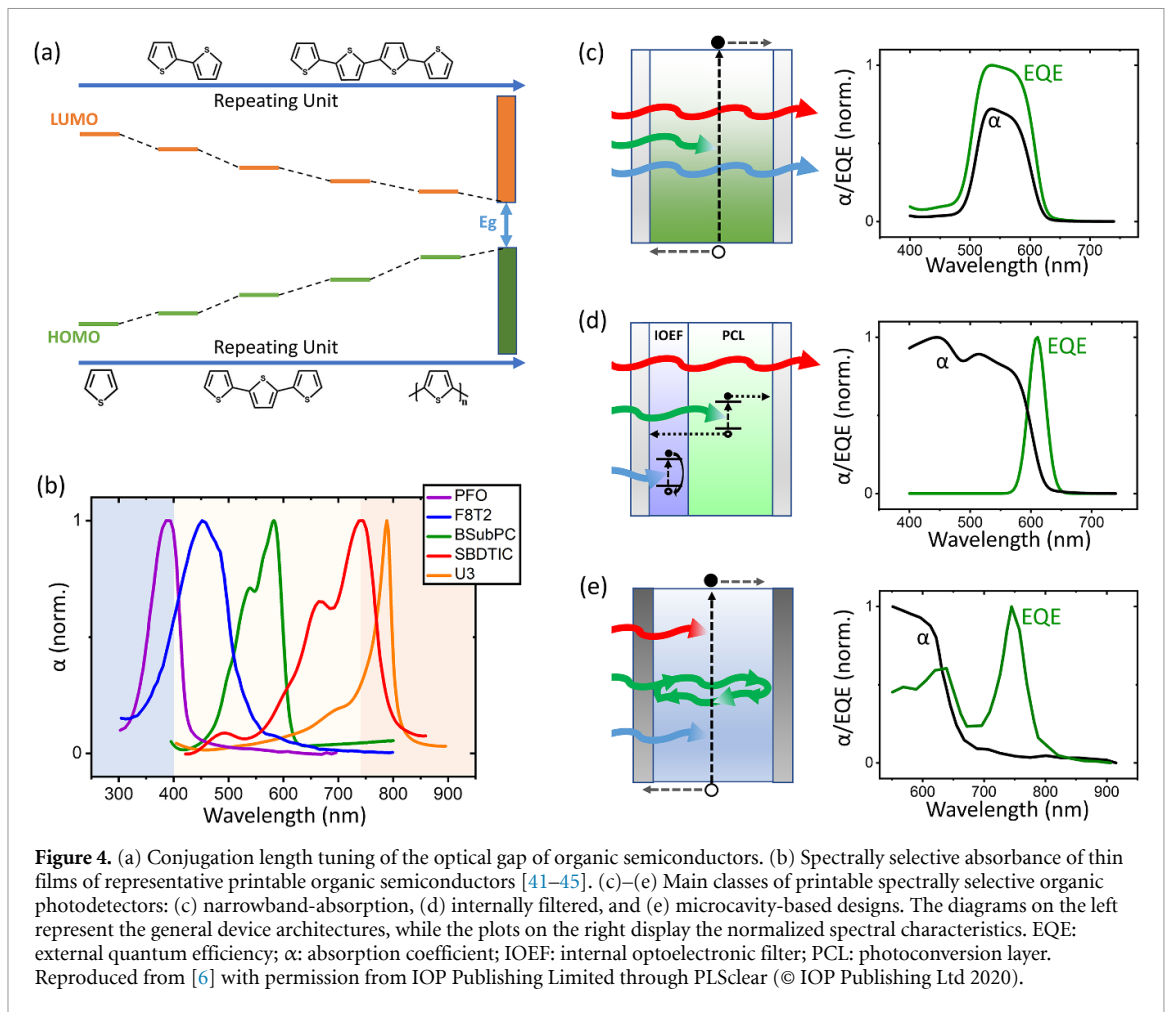 (a)
S
S
S
S
S
S
Repeating Unit
LUMO
Eg
HOMO
Repeating Unit
S
S
S
S
S
n
(b)
α (norm.)
1
0
PFO
F8T2
BSubPC
SBDTIC
U3
300 400 500 600 700 800 900
Wavelength (nm)
(c)
α/EQE (norm.)
1
0
EQE
α
400 500 600 700
Wavelength (nm)
(d)
IOEF PCL
α/EQE (norm.)
1
0
α
EQE
400 500 600 700
Wavelength (nm)
(e)
α/EQE (norm.)
1
0
α
EQE
600 700 800 900
Wavelength (nm)
Figure 4. (a) Conjugation length tuning of the optical gap of organic semiconductors. (b) Spectrally selective absorbance of thin
films of representative printable organic semiconductors [41–45]. (c)–(e) Main classes of printable spectrally selective organic
photodetectors: (c) narrowband-absorption, (d) internally filtered, and (e) microcavity-based designs. The diagrams on the left
represent the general device architectures, while the plots on the right display the normalized spectral characteristics. EQE:
external quantum efficiency; α: absorption coefficient; IOEF: internal optoelectronic filter; PCL: photoconversion layer.
Reproduced from [6] with permission from IOP Publishing Limited through PLSclear (© IOP Publishing Ltd 2020).